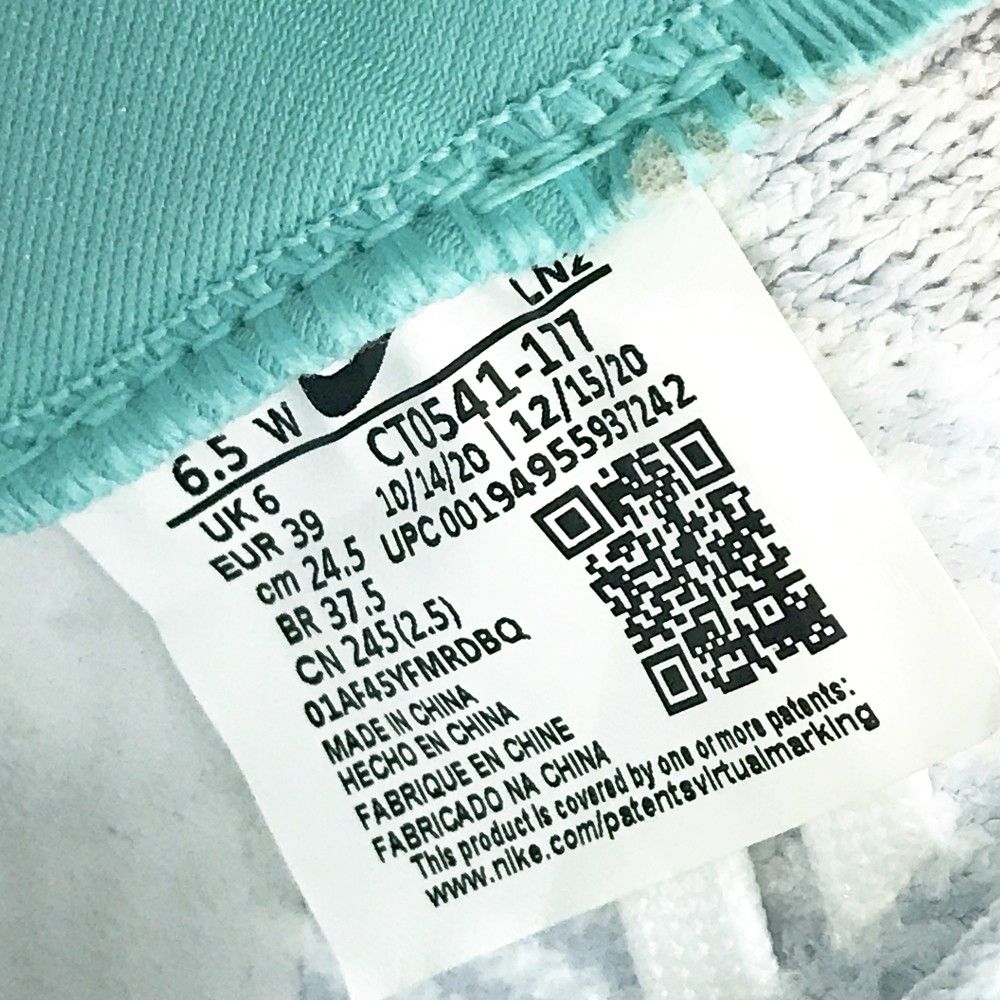 LN2
6.5 W
CT0541-177
UK 6
10/14/20 | 12/15/20
EUR 39
UPC00194955937242
cm 24.5
BR 37.5
CN 245(2.5)
01AF45YFMRDBQ
MADE IN CHINA
HECHO EN CHINA
FABRIQUE EN CHINE
FABRICADO NA CHINA
This product is covered by one or more patents:
www.nike.com/patentsvirtualmarking